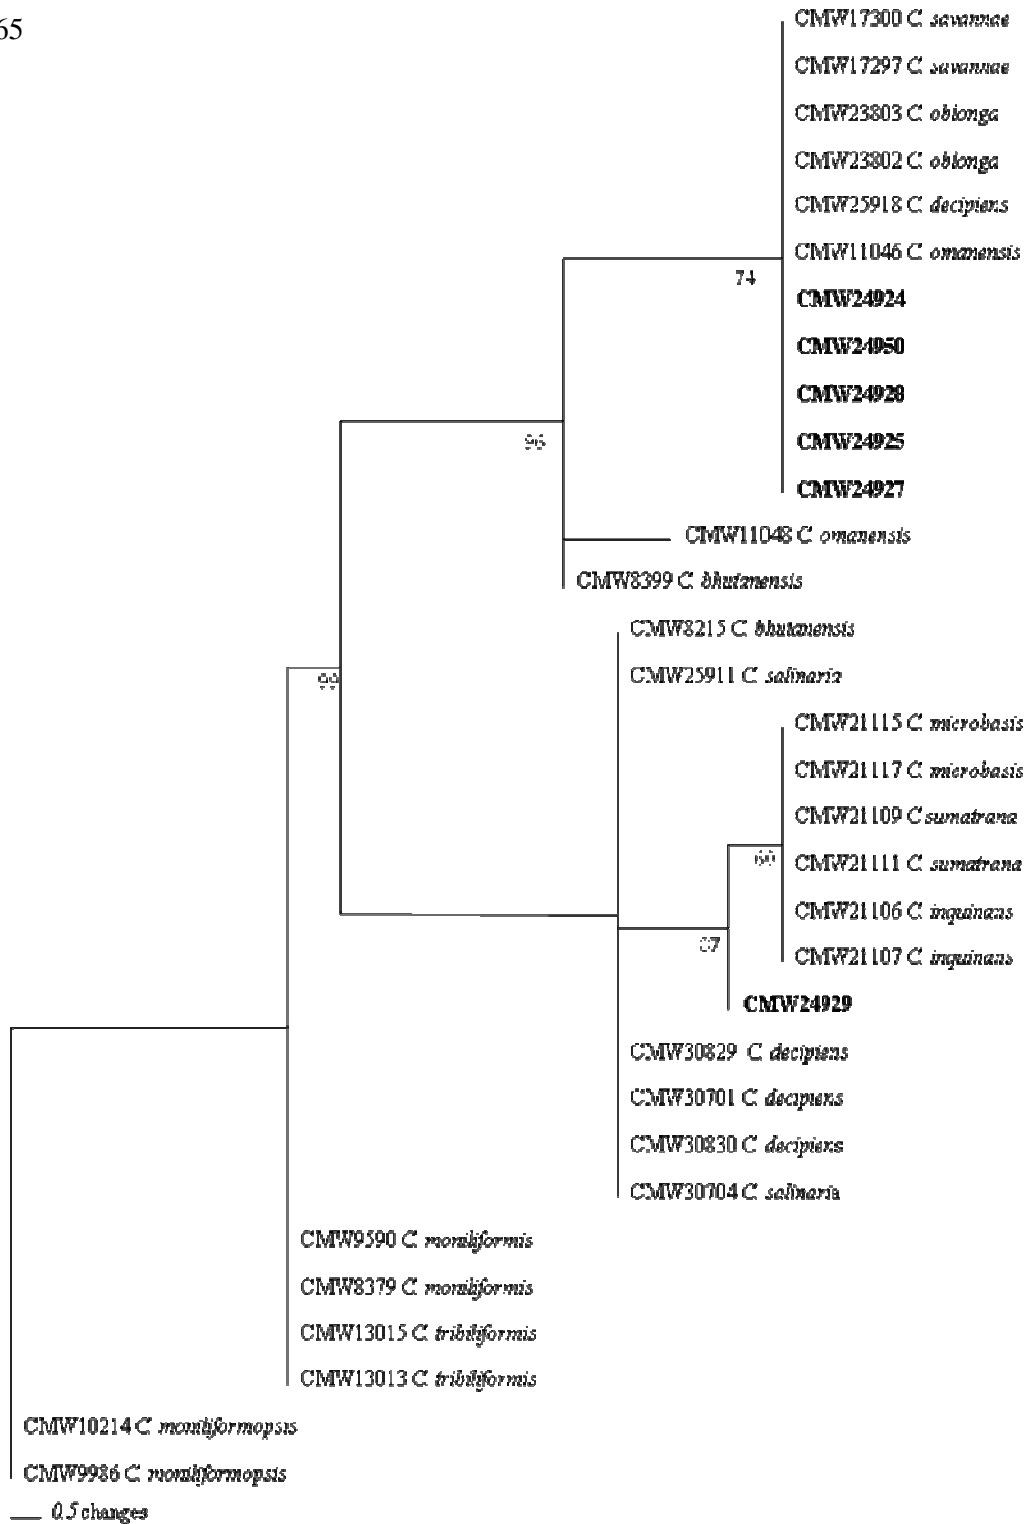 65
CMW17300 C. savannae
CMW17297 C. savannae
CMW23803 C. oblonga
CMW23802 C. oblonga
CMW25918 C. decipiens
CMW11046 C. omanensis
74
CMW24924
CMW24950
CMW24928
CMW24925
96
CMW24927
CMW11048 C. omanensis
CMW8399 C. bhutanensis
CMW8215 C. bhutanensis
CMW25911 C. salinaria
99
CMW21115 C. microbasis
CMW21117 C. microbasis
CMW21109 C sumatrana
CMW21111 C. sumatrana
60
CMW21106 C. inquinans
CMW21107 C. inquinans
CMW24929
CMW30829 C. decipiens
CMW30701 C. decipiens
CMW30830 C. decipiens
CMW30704 C. salinaria
CMW9590 C. moniliformis
CMW8379 C. moniliformis
CMW13015 C. tribiliformis
CMW13013 C. tribiliformis
CMW10214 C. moniliformopsis
CMW9986 C. moniliformopsis
0.5 changes